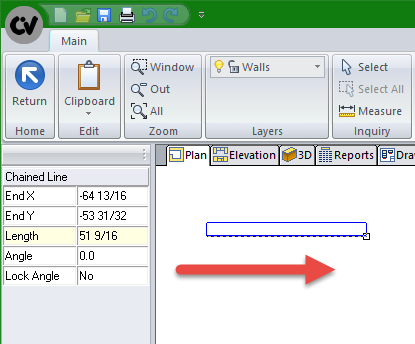 CV
Main
Return
Home
Clipboard
Edit
Window
Out
All
Zoom
Walls
Layers
Select
Select All
Measure
Inquiry
Plan Elevation 3D Reports Draw
Chained Line
End X -64 13/16
End Y -53 31/32
Length 51 9/16
Angle 0.0
Lock Angle No